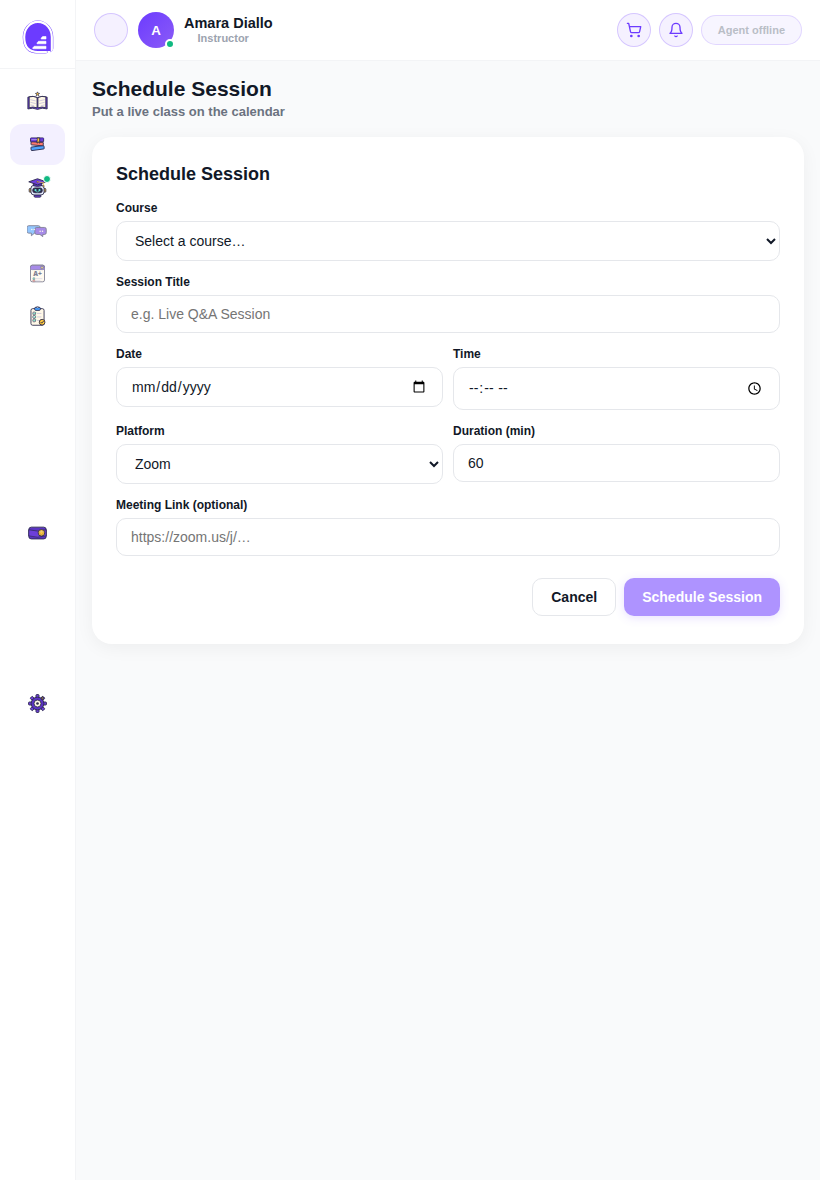 A
Amara Diallo
Instructor
Agent offline
Schedule Session
Put a live class on the calendar
Schedule Session
Course
Select a course…
Session Title
e.g. Live Q&A Session
Date
Time
mm/dd/yyyy
--:-- --
Platform
Duration (min)
Zoom
60
Meeting Link (optional)
https://zoom.us/j/…
Cancel
Schedule Session
A+